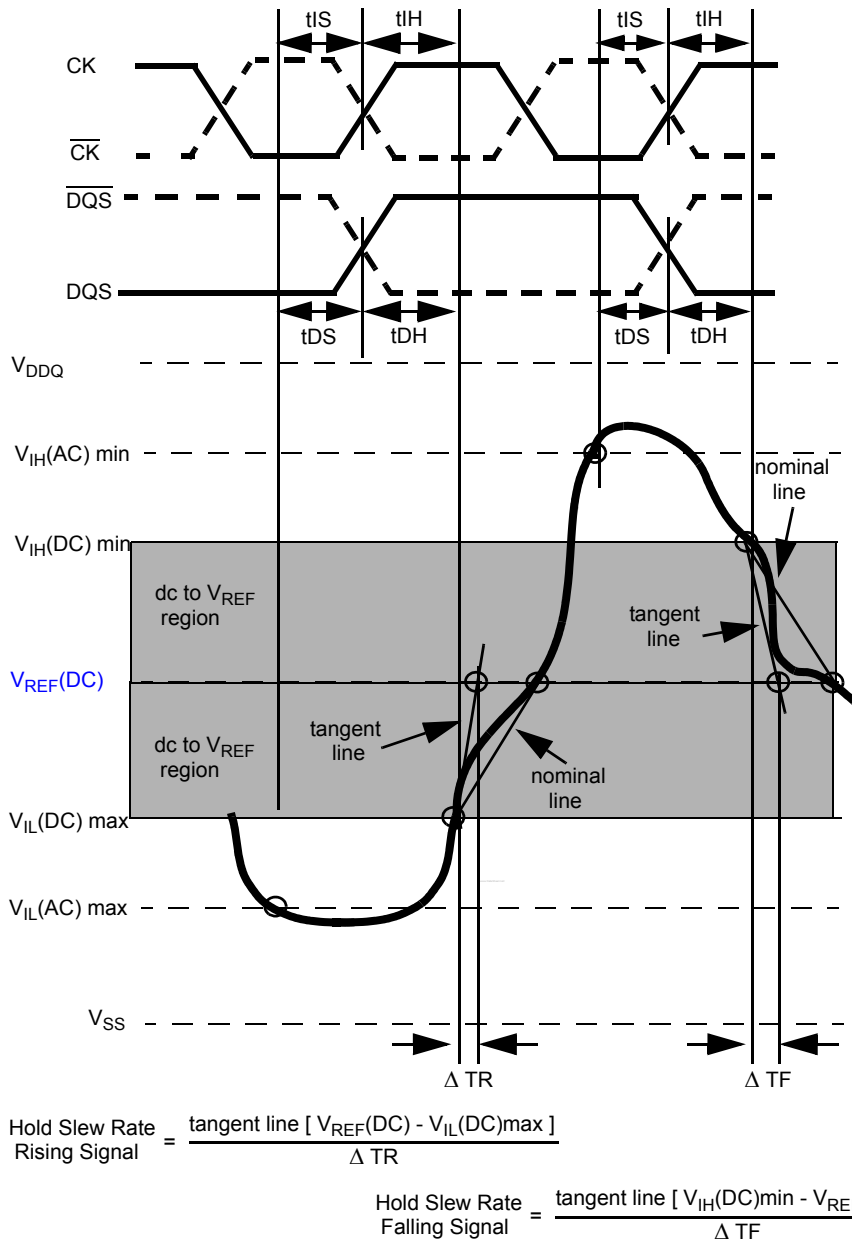 tIS tIH tIS tIH
CK
CK
DQS
DQS
tDS tDH tDS tDH
VDDQ
VIH(AC) min
nominal
line
VIH(DC) min
dc to VREF
region
tangent
line
VREF(DC)
tangent
line
dc to VREF
region
nominal
line
VIL(DC) max
VIL(AC) max
VSS
Δ TR Δ TF
Hold Slew Rate
Rising Signal
= tangent line [ VREF(DC) - VIL(DC)max ]
Δ TR
Hold Slew Rate
Falling Signal
= tangent line [ VIH(DC)min - VRE
Δ TF